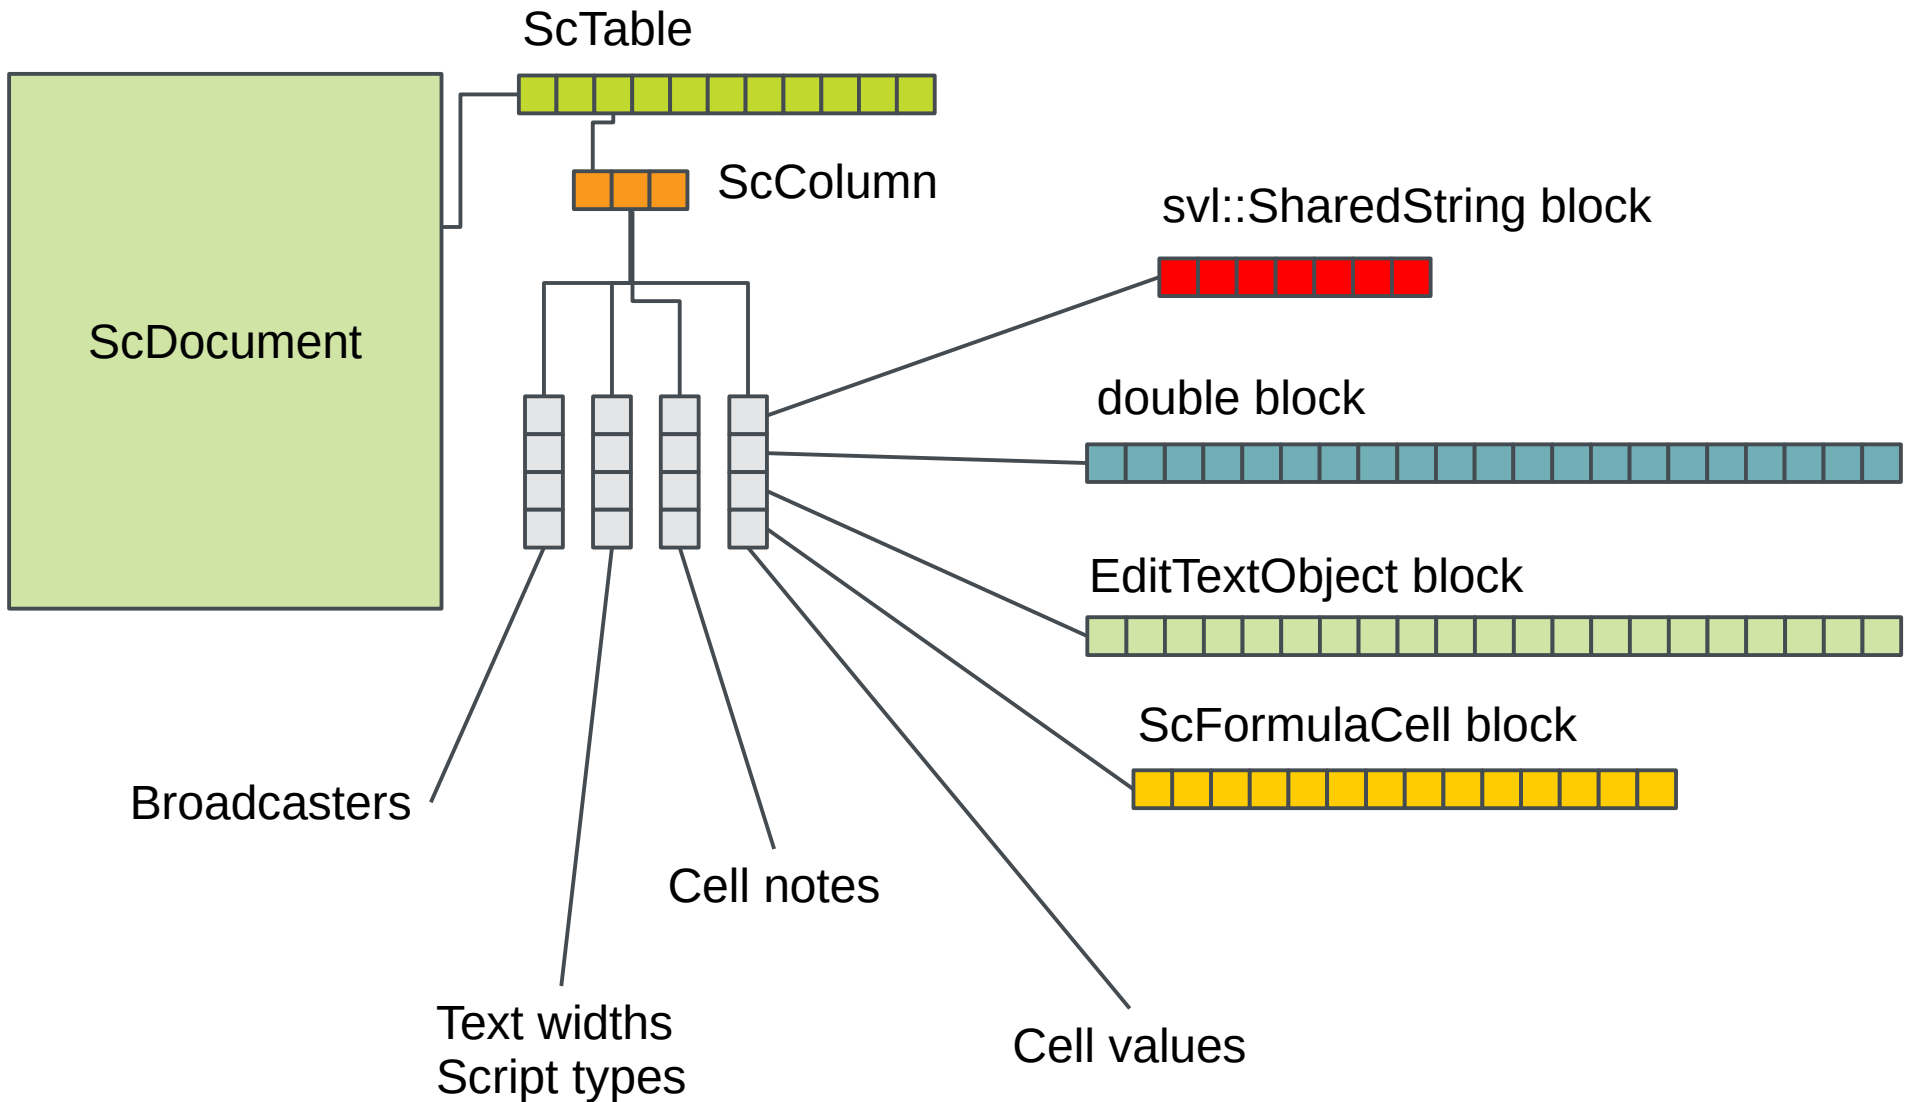 ScTable
ScColumn
svl::SharedString block
ScDocument
double block
EditTextObject block
ScFormulaCell block
Broadcasters
Cell notes
Text widths
Script types
Cell values